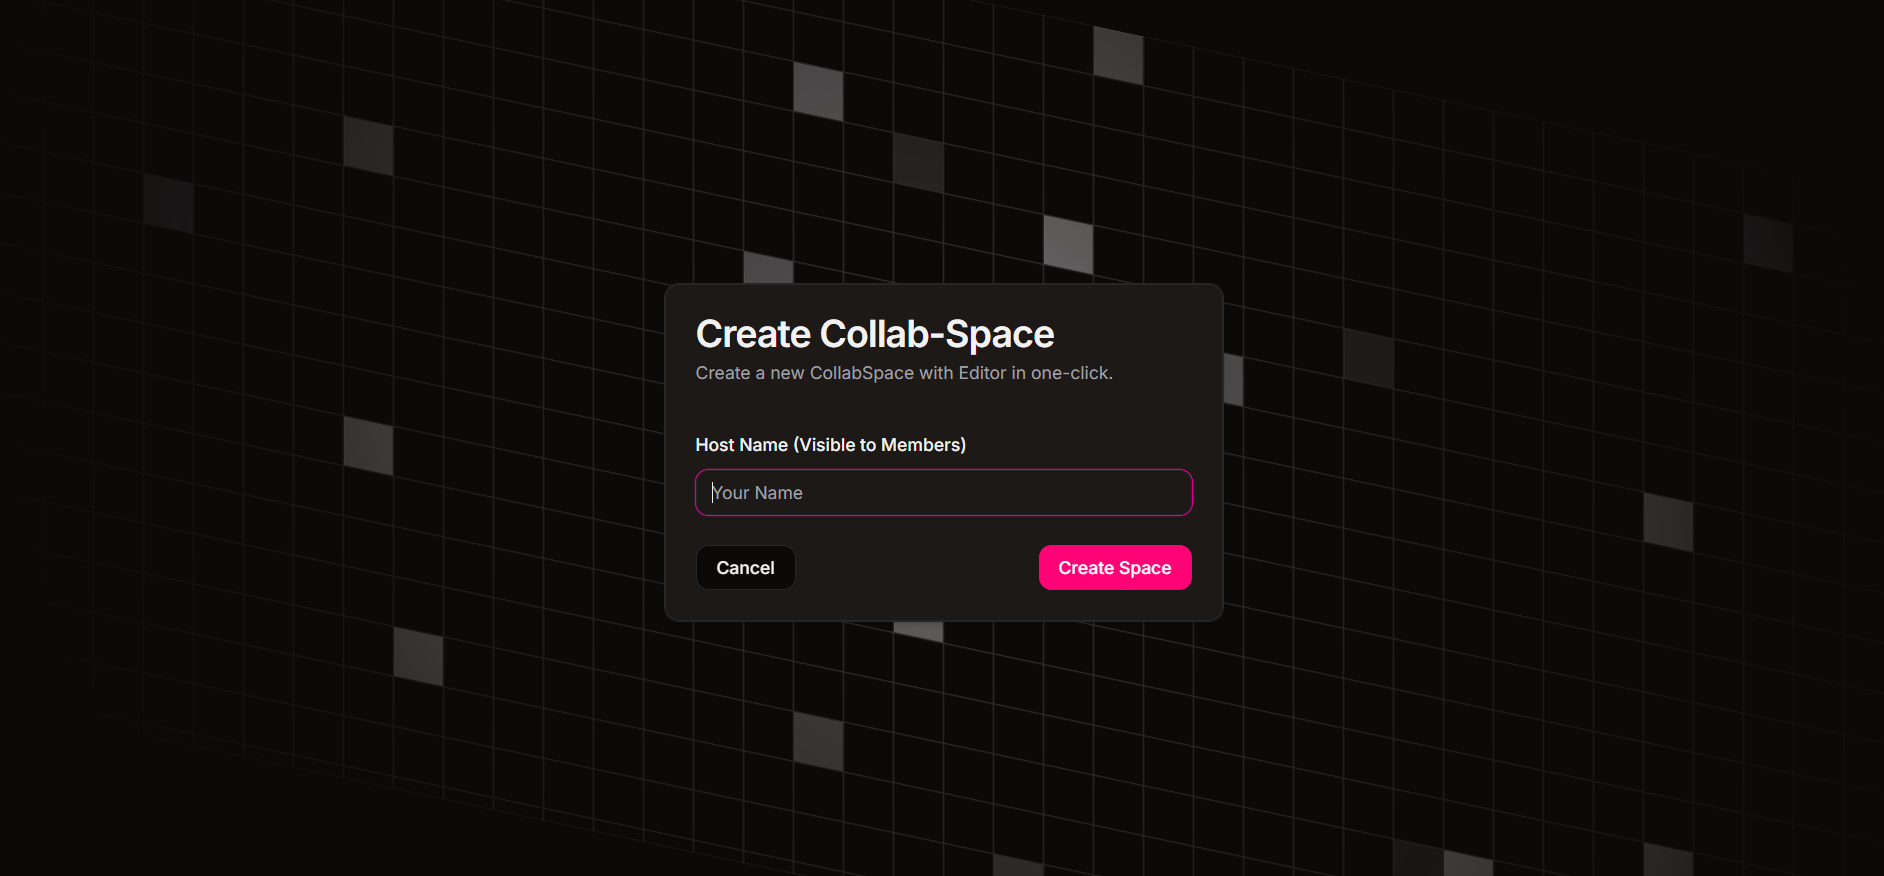 Create Collab-Space
Create a new CollabSpace with Editor in one-click.
Host Name (Visible to Members)
Your Name
Cancel
Create Space